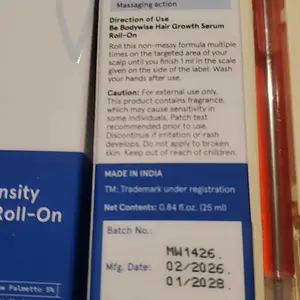 Massaging action
Direction of Use
Be Bodywise Hair Growth Serum
Roll-On
Roll this non-messy formula multiple
times on the targeted area of your
scalp until you finish 1 ml in the scale
given on the side of the label. Wash
your hands after use.
Caution: For external use only.
This product contains fragrance,
which may cause sensitivity in
some individuals. Patch test
recommended prior to use.
Discontinue if irritation or rash
develops. Do not apply to broken
skin. Keep out of reach of children.
MADE IN INDIA
TM: Trademark under registration
Net Contents: 0.84 fl.oz. (25 ml)
Batch No.:
MW1426.
Mfg. Date: 02/2026.
01/2028.
nsity
Roll-On
w Palmetto 5%